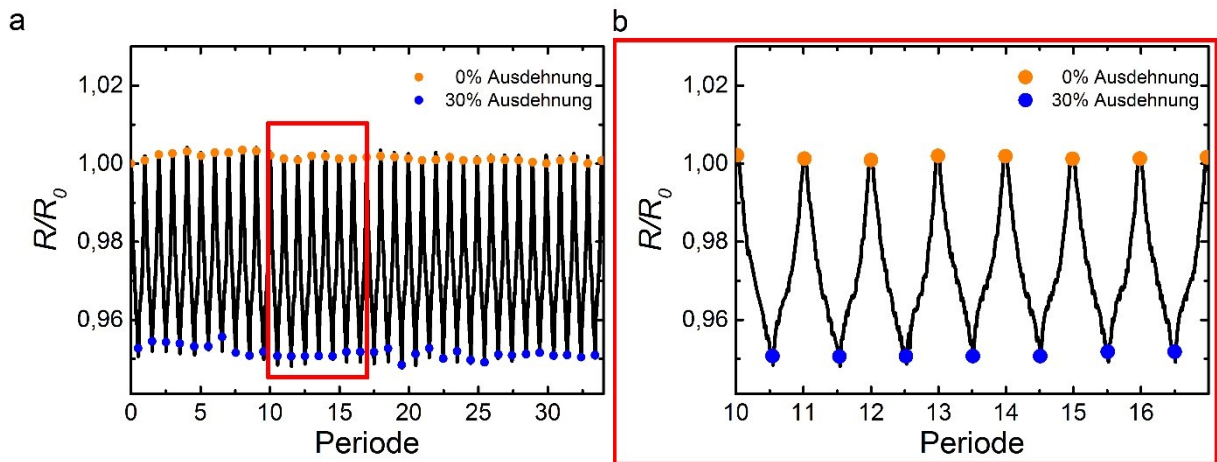 a
1,02
1,00
0,98
0,96
R/R0
0% Ausdehnung
30% Ausdehnung
0 5 10 15 20 25 30
Periode
b
1,02
1,00
0,98
0,96
R/R0
0% Ausdehnung
30% Ausdehnung
10 11 12 13 14 15 16
Periode